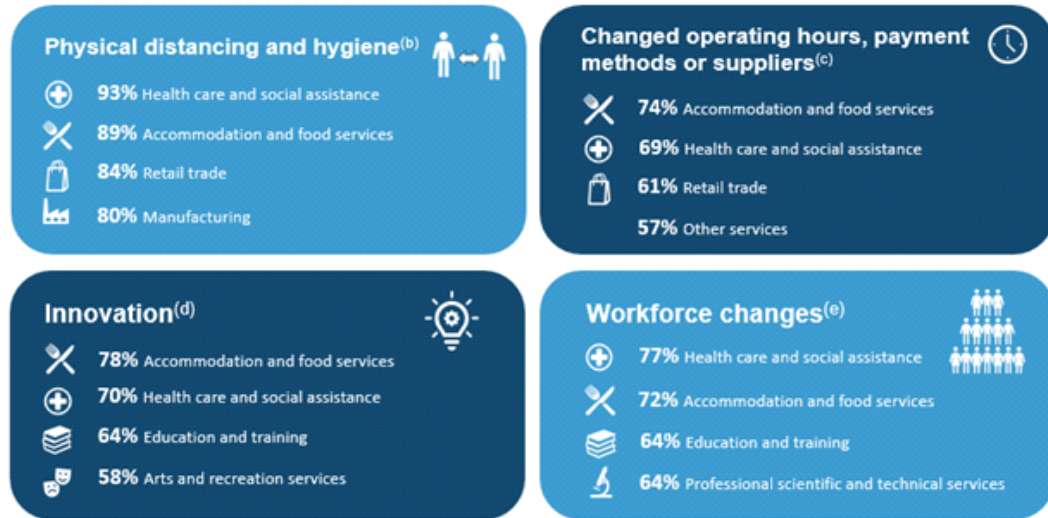 Physical distancing and hygiene(b)
93% Health care and social assistance
89% Accommodation and food services
84% Retail trade
80% Manufacturing
Changed operating hours, payment
methods or suppliers(c)
74% Accommodation and food services
69% Health care and social assistance
61% Retail trade
57% Other services
Innovation(d)
78% Accommodation and food services
70% Health care and social assistance
64% Education and training
58% Arts and recreation services
Workforce changes(e)
77% Health care and social assistance
72% Accommodation and food services
64% Education and training
64% Professional scientific and technical services